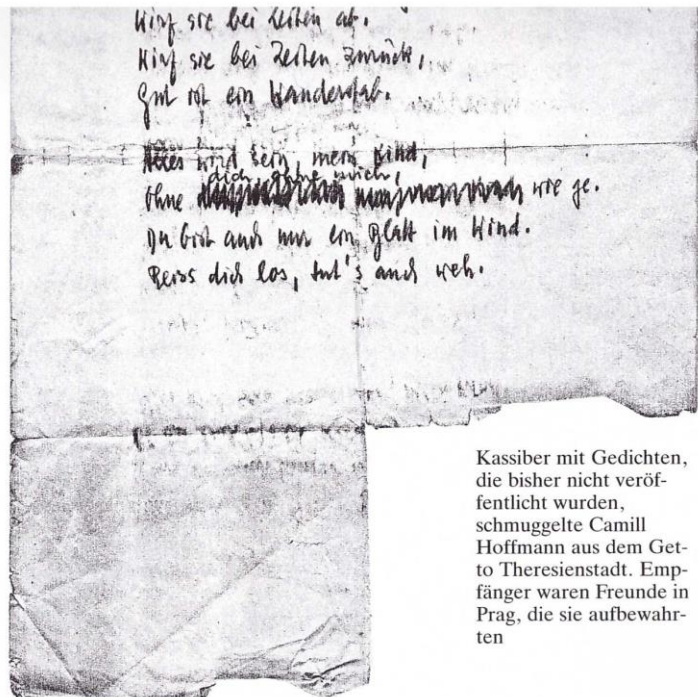 Wirf sie bei Zeiten ab.
Wirf sie bei Zeiten zurück,
Gut ist ein Wanderstab.
Alles wird sein, mein Kind,
dich, ohne mich,
Ohne wie je.
Du bist auch nur ein Blatt im Wind.
Reiss dich los, tut's auch weh.
Kassiber mit Gedichten,
die bisher nicht veröf-
fentlicht wurden,
schmuggelte Camill
Hoffmann aus dem Get-
to Theresienstadt. Emp-
fänger waren Freunde in
Prag, die sie aufbewahr-
ten